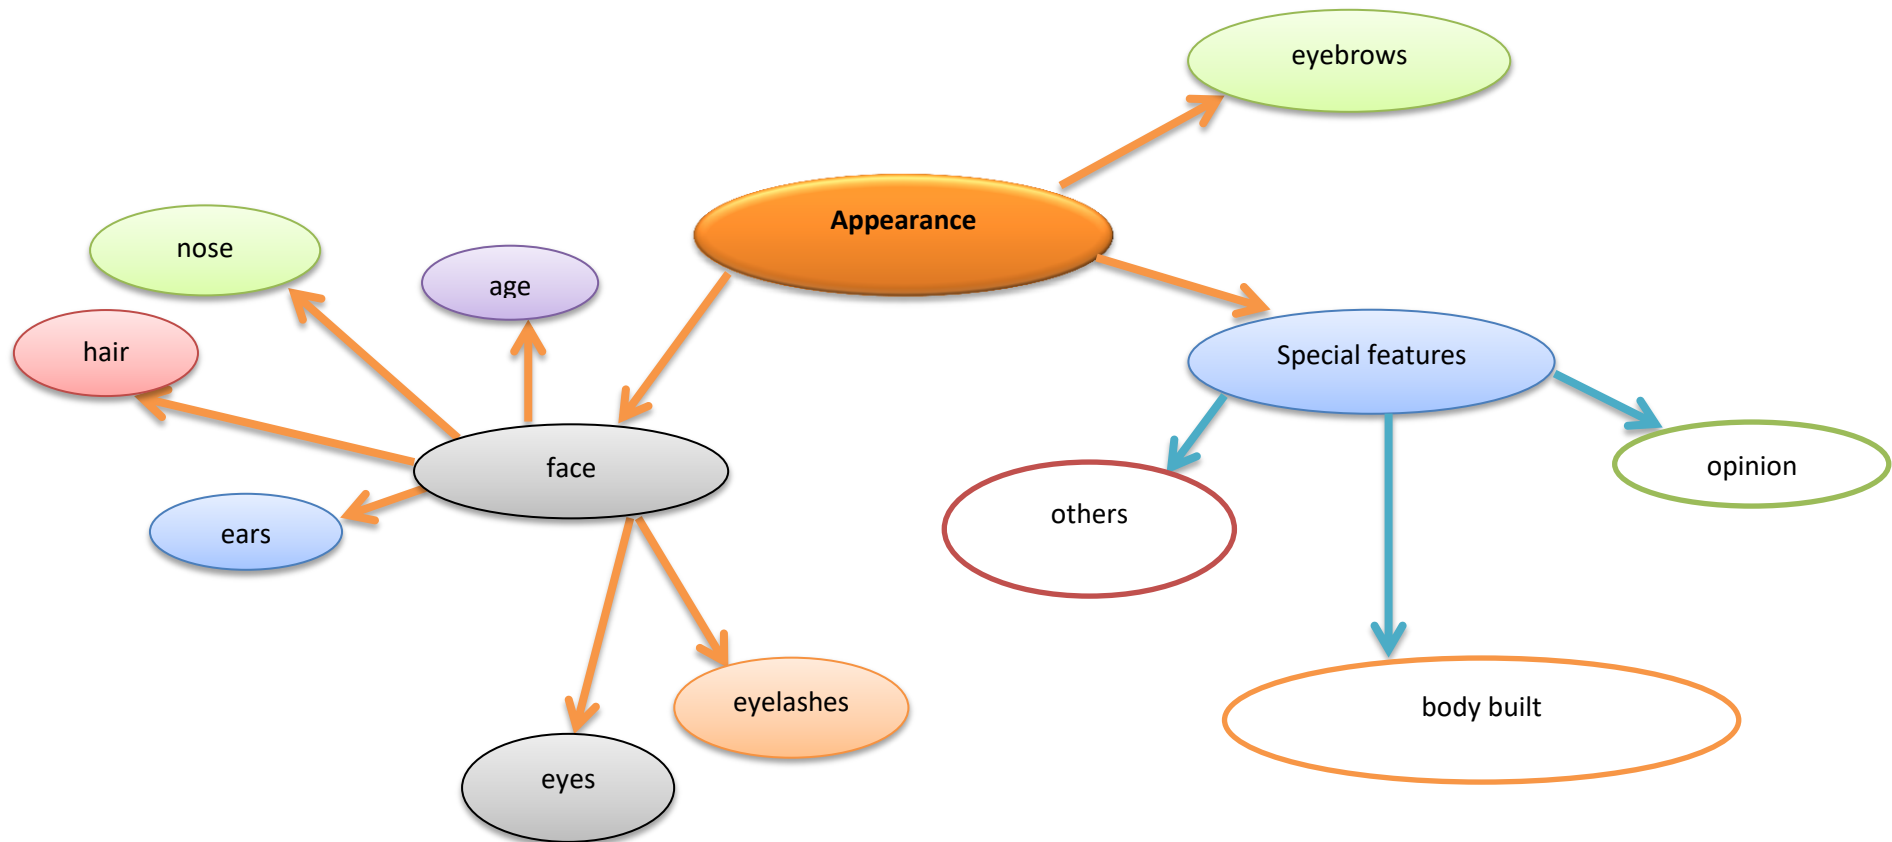 eyebrows
Appearance
nose
age
hair
Special features
face
opinion
others
ears
eyelashes
body built
eyes